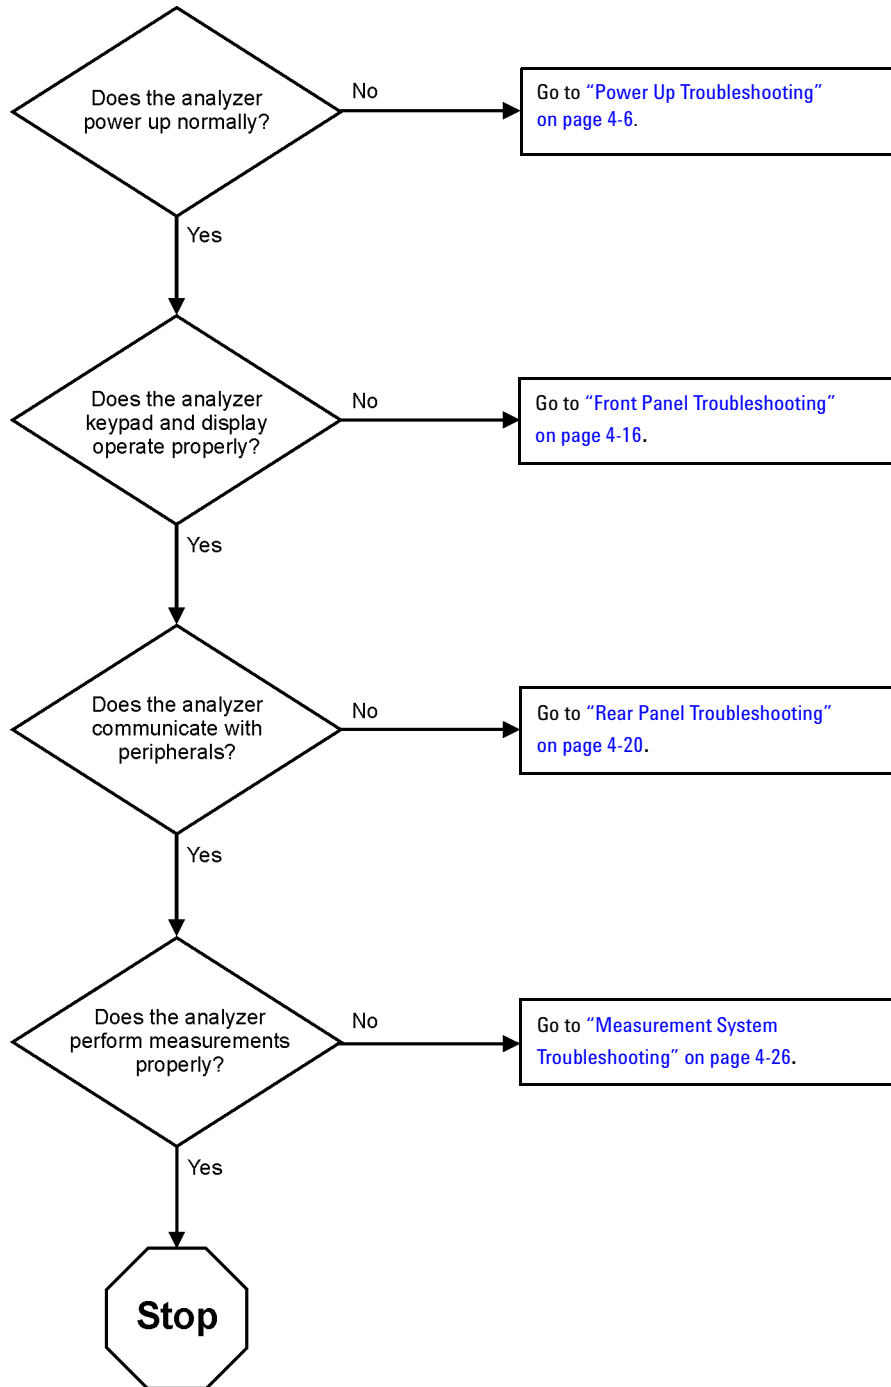 Does the analyzer
power up normally?
No
Go to “Power Up Troubleshooting”
on page 4-6.
Yes
Does the analyzer
keypad and display
operate properly?
No
Go to “Front Panel Troubleshooting”
on page 4-16.
Yes
Does the analyzer
communicate with
peripherals?
No
Go to “Rear Panel Troubleshooting”
on page 4-20.
Yes
Does the analyzer
perform measurements
properly?
No
Go to “Measurement System
Troubleshooting” on page 4-26.
Yes
Stop